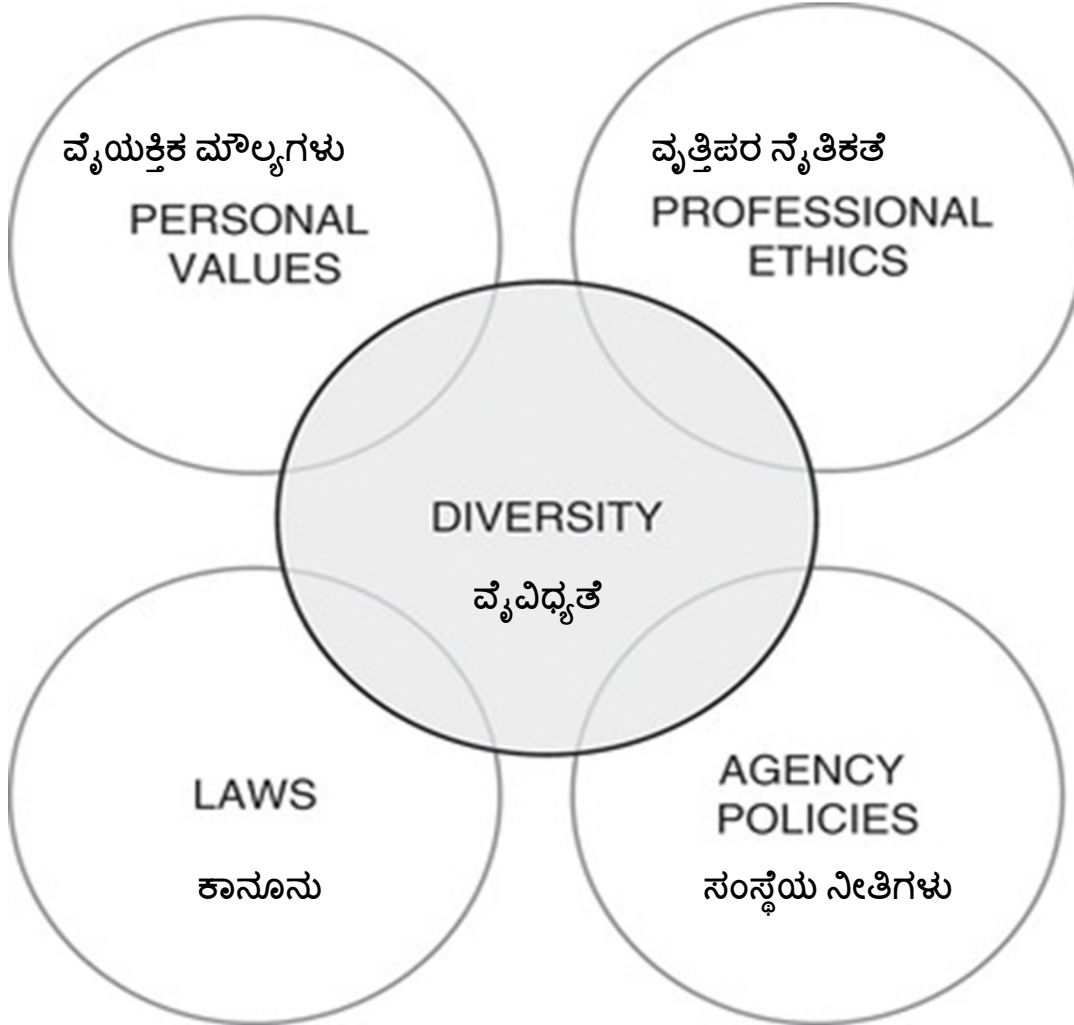 ವೈಯಕ್ತಿಕ ಮೌಲ್ಯಗಳು
PERSONAL
VALUES
ವೃತ್ತಿಪರ ನೈತಿಕತೆ
PROFESSIONAL
ETHICS
DIVERSITY
ವೈವಿಧ್ಯತೆ
LAWS
ಕಾನೂನು
AGENCY
POLICIES
ಸಂಸ್ಥೆಯ ನೀತಿಗಳು